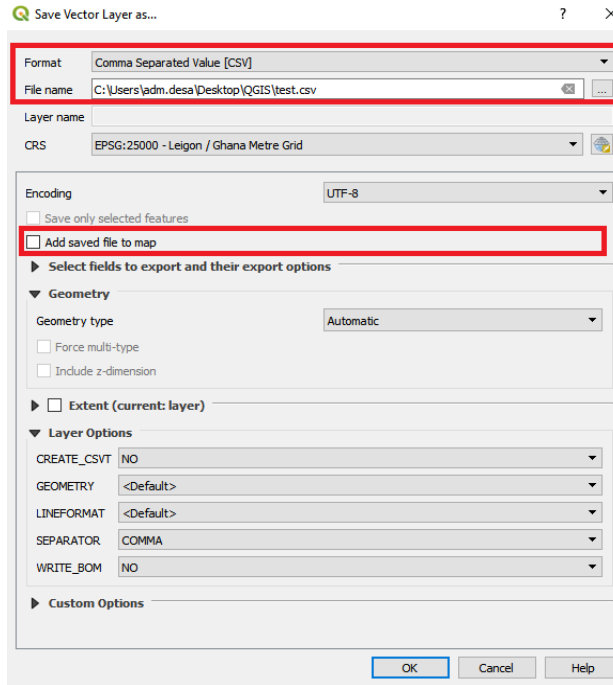 Save Vector Layer as...
?
Format Comma Separated Value [CSV]
File name C:\Users\adm.desa\Desktop\QGIS\test.csv ...
Layer name
CRS EPSG:25000 - Leigon / Ghana Metre Grid
Encoding UTF-8
Save only selected features
Add saved file to map
Select fields to export and their export options
Geometry
Geometry type Automatic
Force multi-type
Include z-dimension
Extent (current: layer)
Layer Options
CREATE_CSVT NO
GEOMETRY <Default>
LINEFORMAT <Default>
SEPARATOR COMMA
WRITE_BOM NO
Custom Options
OK Cancel Help